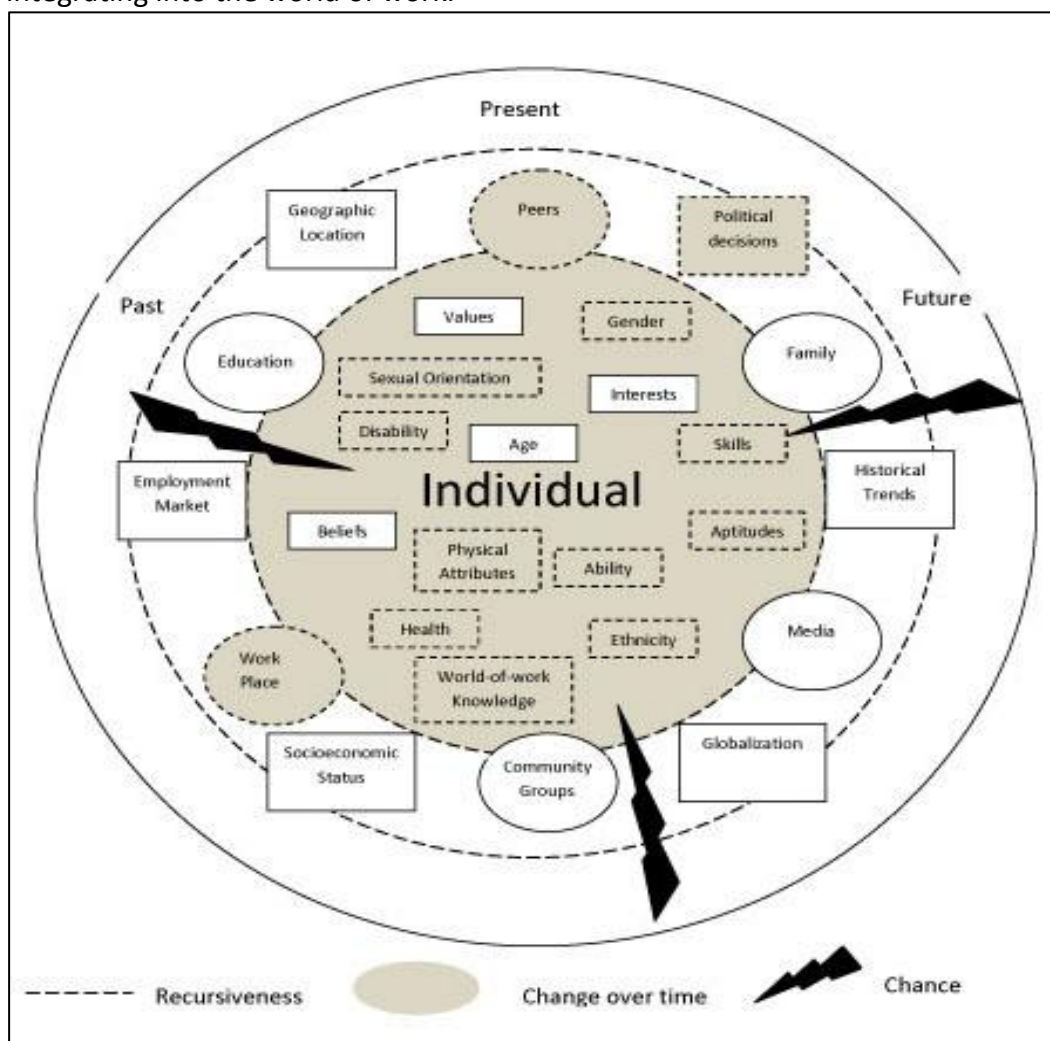 integrating into the world of work.
Present
Peers
Geographic
Location
Political
decisions
Past
Future
Values
Gender
Education
Family
Sexual Orientation
Interests
Disability
Age
Skills
Employment
Market
Individual
Historical
Trends
Beliefs
Aptitudes
Physical
Attributes
Ability
Health
Ethnicity
Media
Work
Place
World-of-work
Knowledge
Socioeconomic
Status
Community
Groups
Globalization
Recursiveness
Change over time
Chance